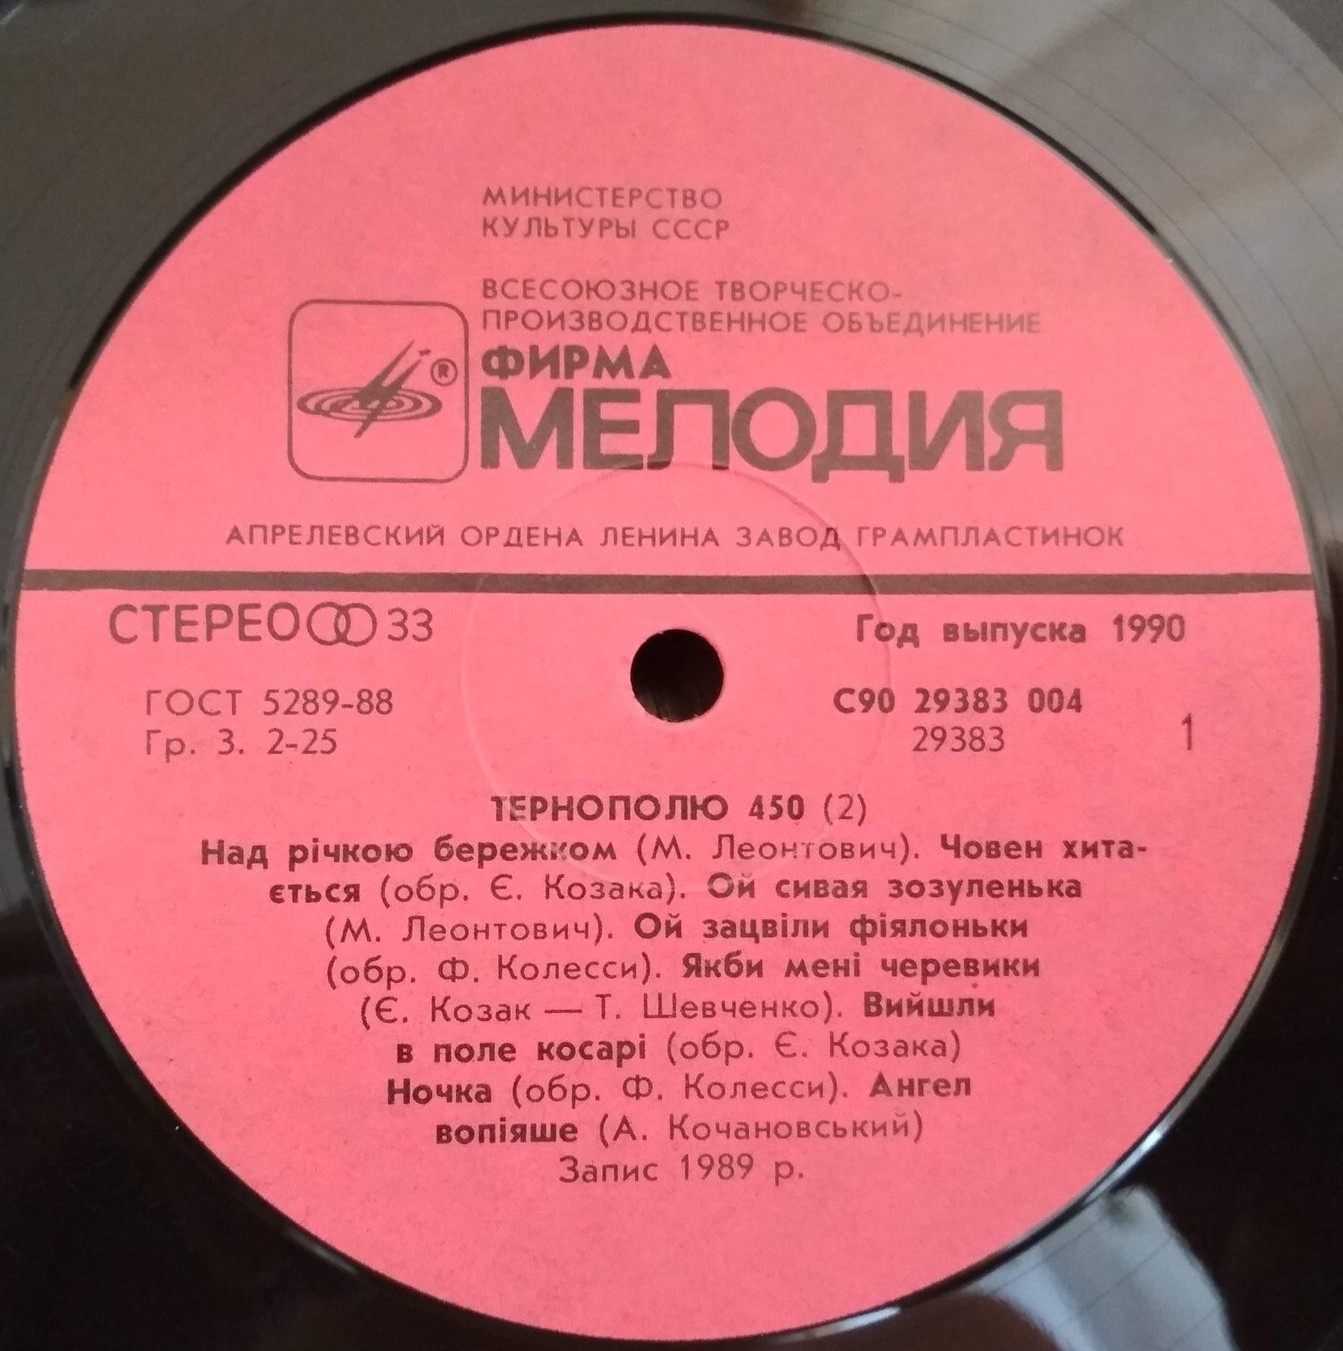 МИНИСТЕРСТВО
КУЛЬТУРЫ СССР
ВСЕСОЮЗНОЕ ТВОРЧЕСКО-
ПРОИЗВОДСТВЕННОЕ ОБЪЕДИНЕНИЕ
®
ФИРМА
МЕЛОДИЯ
АПРЕЛЕВСКИЙ ОРДЕНА ЛЕНИНА ЗАВОД ГРАМПЛАСТИНОК
СТЕРЕО 33
Год выпуска 1990
ГОСТ 5289-88
С90 29383 004
Гр. 3. 2-25
29383
1
ТЕРНОПОЛЮ 450 (2)
Над річкою бережком (М. Леонтович). Човен хита-
ється (обр. Є. Козака). Ой сивая зозуленька
(М. Леонтович). Ой зацвіли фіялоньки
(обр. Ф. Колесси). Якби мені черевики
(Є. Козак — Т. Шевченко). Вийшли
в поле косарі (обр. Є. Козака)
Ночка (обр. Ф. Колесси). Ангел
вопіяше (А. Кочановський)
Запис 1989 р.